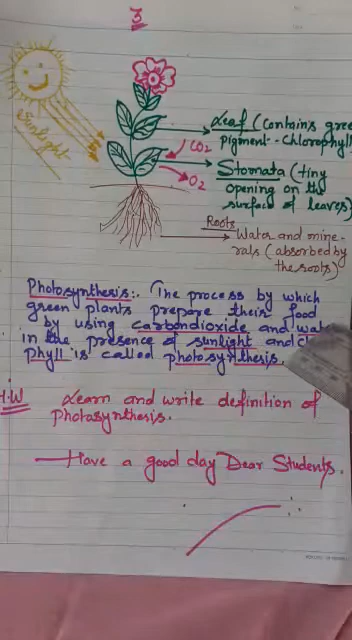 3
Sunlight
Leaf (Contains green
pigment - Chlorophyll
CO2
Stomata (tiny
O2
opening on the
surface of leaves)
Roots
Water and mine-
rals (absorbed by
the roots)
Photosynthesis:. The process by which
green plants prepare their food
by using carbondioxide and
in the presence of sunlight and
phyll is called photosynthesis.
H.W Learn and write definition of
photosynthesis.
Have a good day Dear Students.